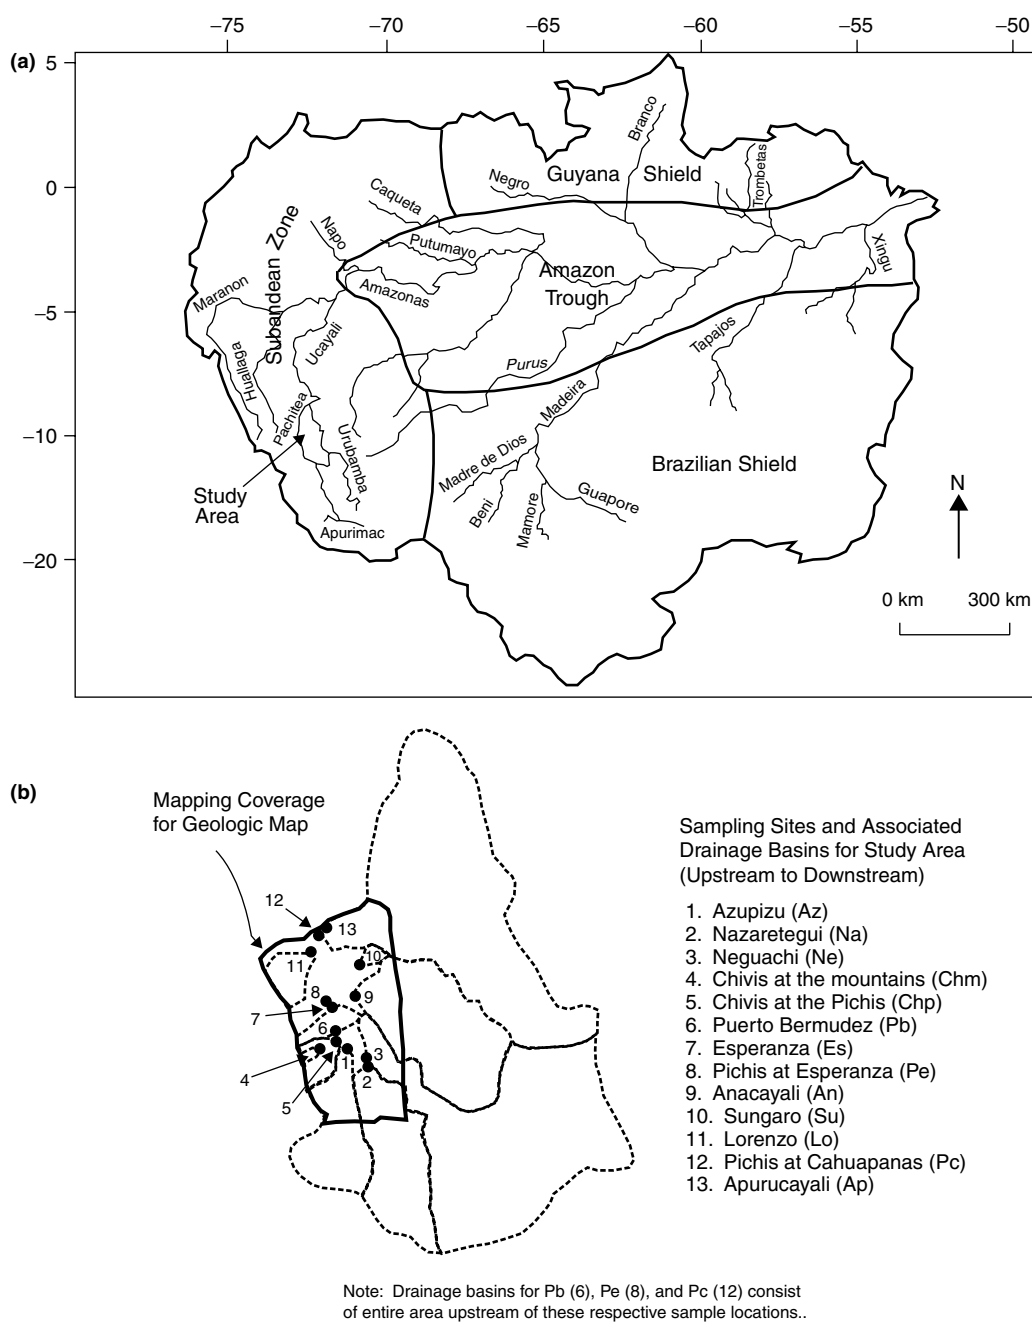 (a)
–75
–70
–65
–60
–55
–50
5
0
–5
–10
–20
Branco
Guyana Shield
Negro
Trombetas
Caqueta
Napo
Putumayo
Subandean Zone
Amazon
Trough
Xingu
Amazonas
Maranon
Ucayali
Huallaga
Tapajos
Purus
Pachitea
Madeira
Urubamba
Madre de Dios
Brazilian Shield
Beni
Mamore
Guapore
Study
Area
Apurimac
N
0 km 300 km
(b)
Mapping Coverage
for Geologic Map
12
13
11
10
8
9
7
6
3
4
1
2
5
Sampling Sites and Associated
Drainage Basins for Study Area
(Upstream to Downstream)
1. Azupizu (Az)
2. Nazaretegui (Na)
3. Neguachi (Ne)
4. Chivis at the mountains (Chm)
5. Chivis at the Pichis (Chp)
6. Puerto Bermudez (Pb)
7. Esperanza (Es)
8. Pichis at Esperanza (Pe)
9. Anacayali (An)
10. Sungaro (Su)
11. Lorenzo (Lo)
12. Pichis at Cahuapanas (Pc)
13. Apurucayali (Ap)
Note: Drainage basins for Pb (6), Pe (8), and Pc (12) consist
of entire area upstream of these respective sample locations..